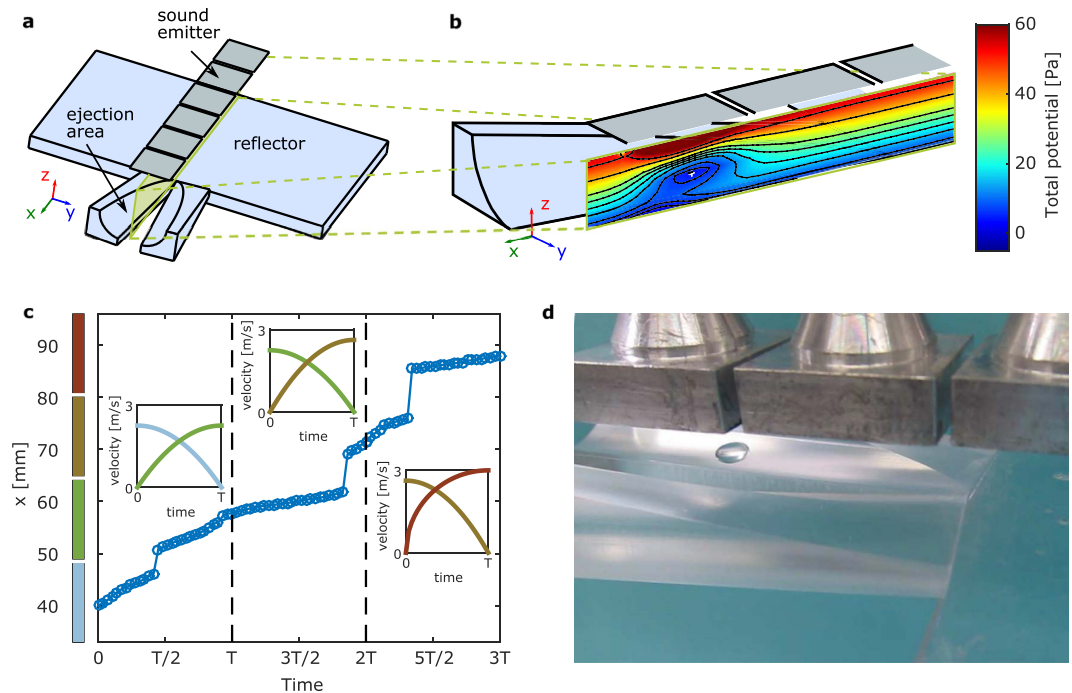 a
sound
emitter
ejection
area
reflector
z
x
y
b
z
x
y
60
40
20
0
Total potential [Pa]
c
x [mm]
90
80
70
60
50
40
0
T/2
T
3T/2
2T
5T/2
3T
Time
velocity [m/s]
3
0
0
T
time
velocity [m/s]
3
0
0
T
time
velocity [m/s]
3
0
0
T
time
d